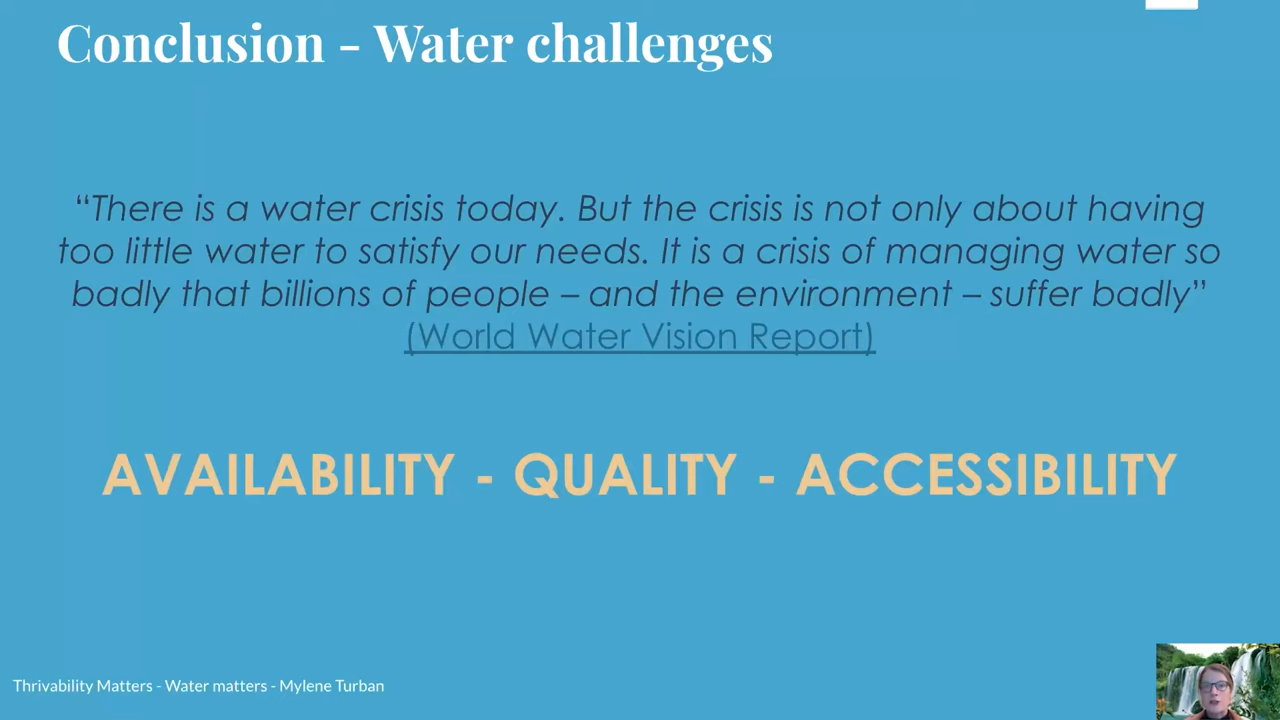 Conclusion - Water challenges
“There is a water crisis today. But the crisis is not only about having
too little water to satisfy our needs. It is a crisis of managing water so
badly that billions of people – and the environment – suffer badly”
(World Water Vision Report)
AVAILABILITY - QUALITY - ACCESSIBILITY
Thrivability Matters - Water matters - Mylene Turban